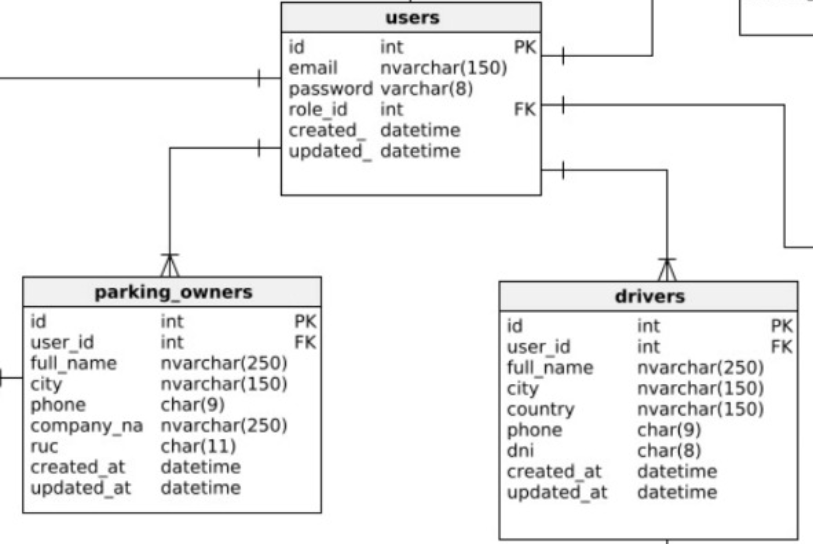 users
id int PK
email nvarchar(150)
password varchar(8)
role_id int FK
created_ datetime
updated_ datetime
parking_owners
id int PK
user_id int FK
full_name nvarchar(250)
city nvarchar(150)
phone char(9)
company_na nvarchar(250)
ruc char(11)
created_at datetime
updated_at datetime
drivers
id int PK
user_id int FK
full_name nvarchar(250)
city nvarchar(150)
country nvarchar(150)
phone char(9)
dni char(8)
created_at datetime
updated_at datetime